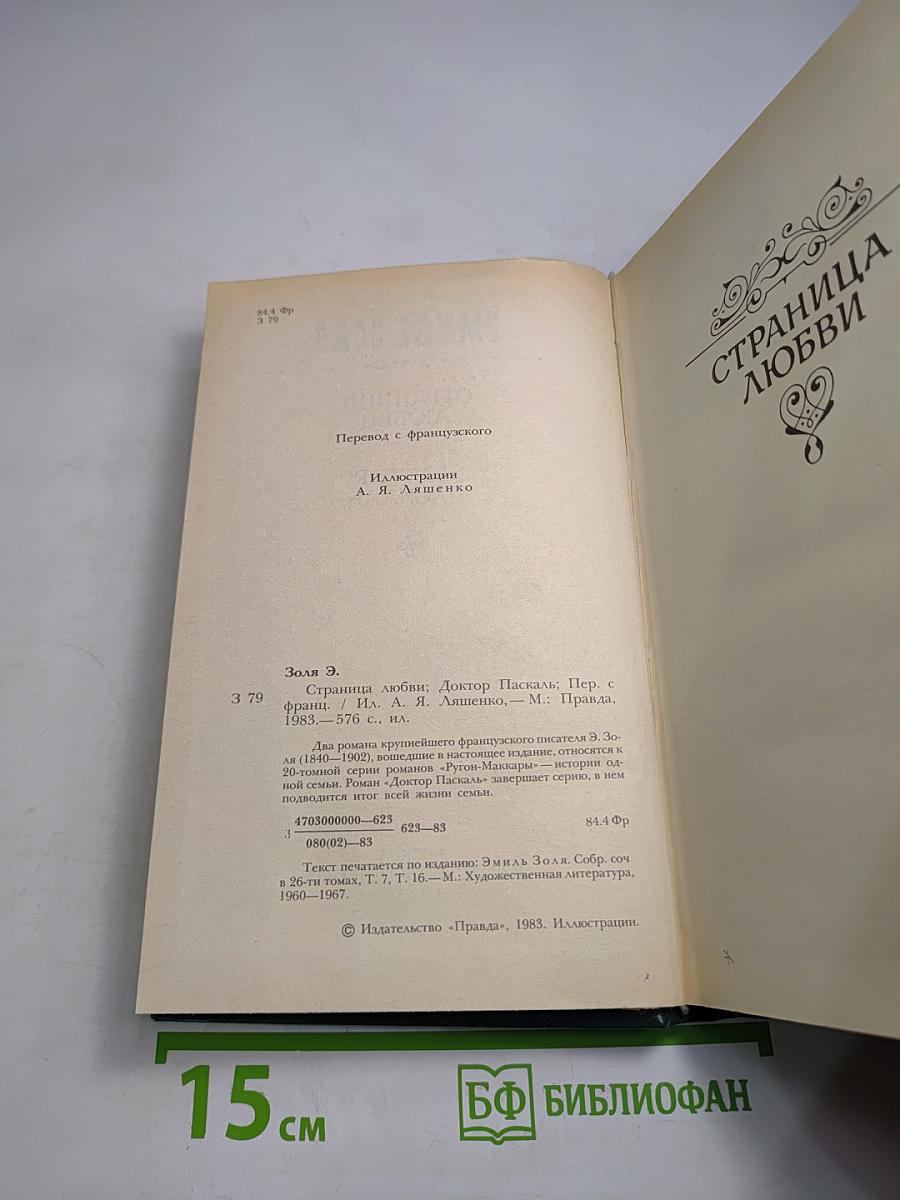 84.4 Фр
З 79
Перевод с французского
Иллюстрации
А. Я. Ляшенко
Золя Э.
З 79
Страница любви; Доктор Паскаль; Пер. с
франц. / Ил. А. Я. Ляшенко,— М.: Правда,
1983.— 576 с., ил.
Два романа крупнейшего французского писателя Э. Зо-
ля (1840—1902), вошедшие в настоящее издание, относятся к
20-томной серии романов «Ругон-Маккары» — истории од-
ной семьи. Роман «Доктор Паскаль» завершает серию, в нем
подводится итог всей жизни семьи.
З 4703000000—623
080(02)—83
623—83
84.4 Фр
Текст печатается по изданию: Эмиль Золя. Собр. соч
в 26-ти томах, Т. 7, Т. 16.— М.: Художественная литература,
1960—1967.
© Издательство «Правда», 1983. Иллюстрации.
СТРАНИЦА
ЛЮБВИ
15 см
БФ БИБЛИОФАН